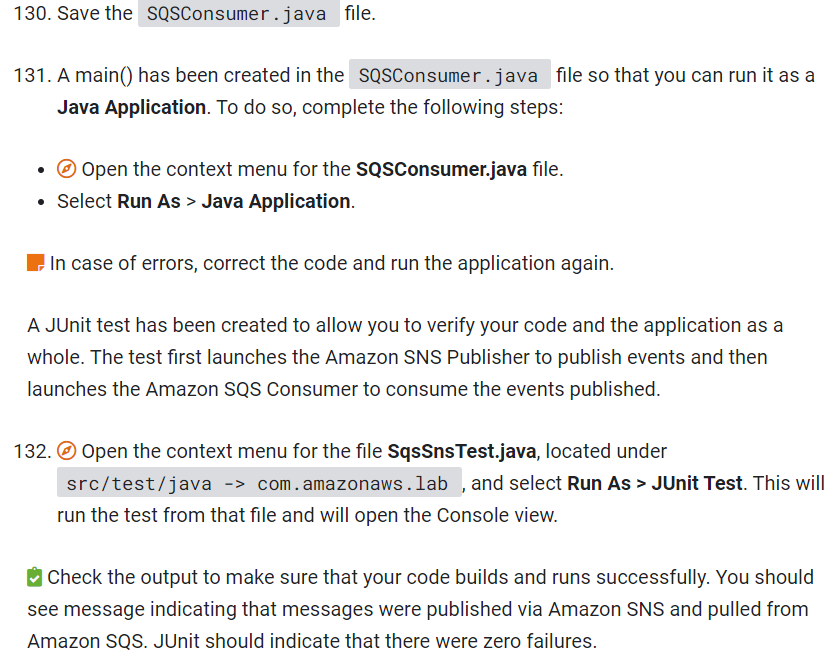 130. Save the SQSConsumer.java file.
131. A main() has been created in the SQSConsumer.java file so that you can run it as a
Java Application. To do so, complete the following steps:
• Open the context menu for the SQSConsumer.java file.
• Select Run As > Java Application.
In case of errors, correct the code and run the application again.
A JUnit test has been created to allow you to verify your code and the application as a
whole. The test first launches the Amazon SNS Publisher to publish events and then
launches the Amazon SQS Consumer to consume the events published.
132. Open the context menu for the file SqsSnsTest.java, located under
src/test/java -> com.amazonaws.lab , and select Run As > JUnit Test. This will
run the test from that file and will open the Console view.
Check the output to make sure that your code builds and runs successfully. You should
see message indicating that messages were published via Amazon SNS and pulled from
Amazon SQS. JUnit should indicate that there were zero failures.